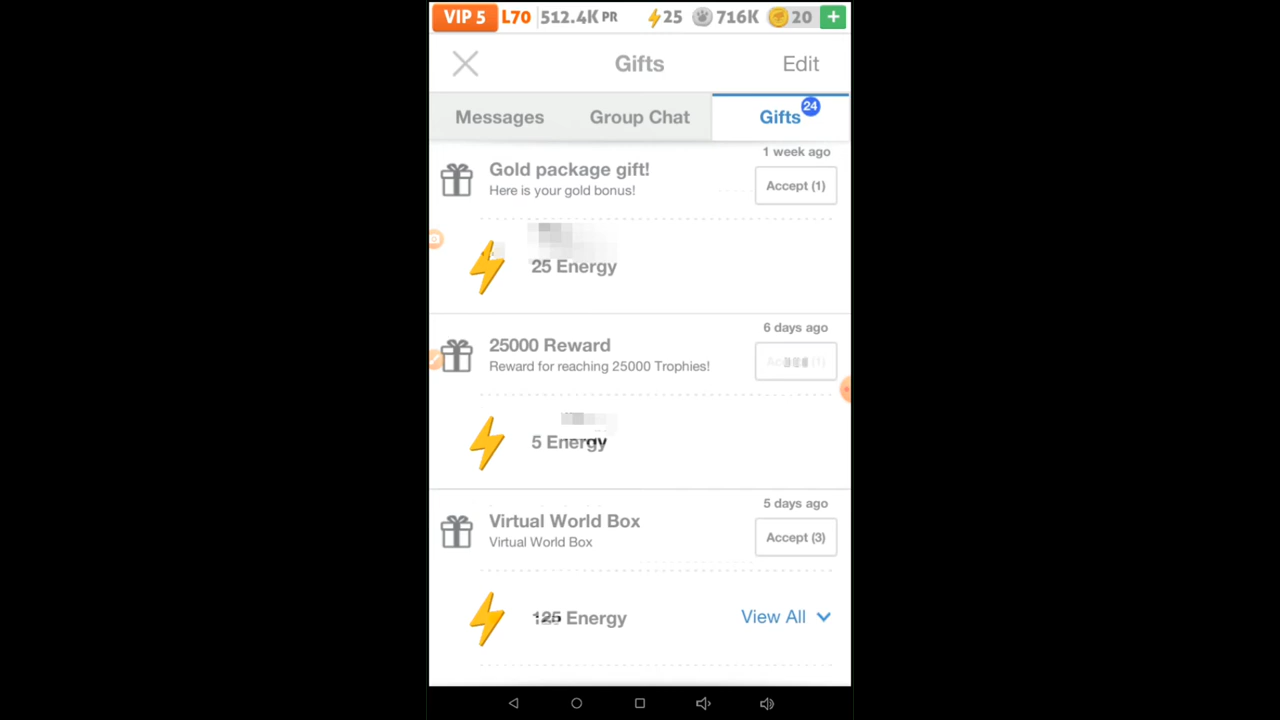 VIP 5 L70 512.4K PR 25 716K 20 +
Gifts Edit
Messages Group Chat Gifts 24
1 week ago
Gold package gift!
Here is your gold bonus!
Accept (1)
25 Energy
6 days ago
25000 Reward
Reward for reaching 25000 Trophies!
5 Energy
5 days ago
Virtual World Box
Virtual World Box
Accept (3)
125 Energy View All